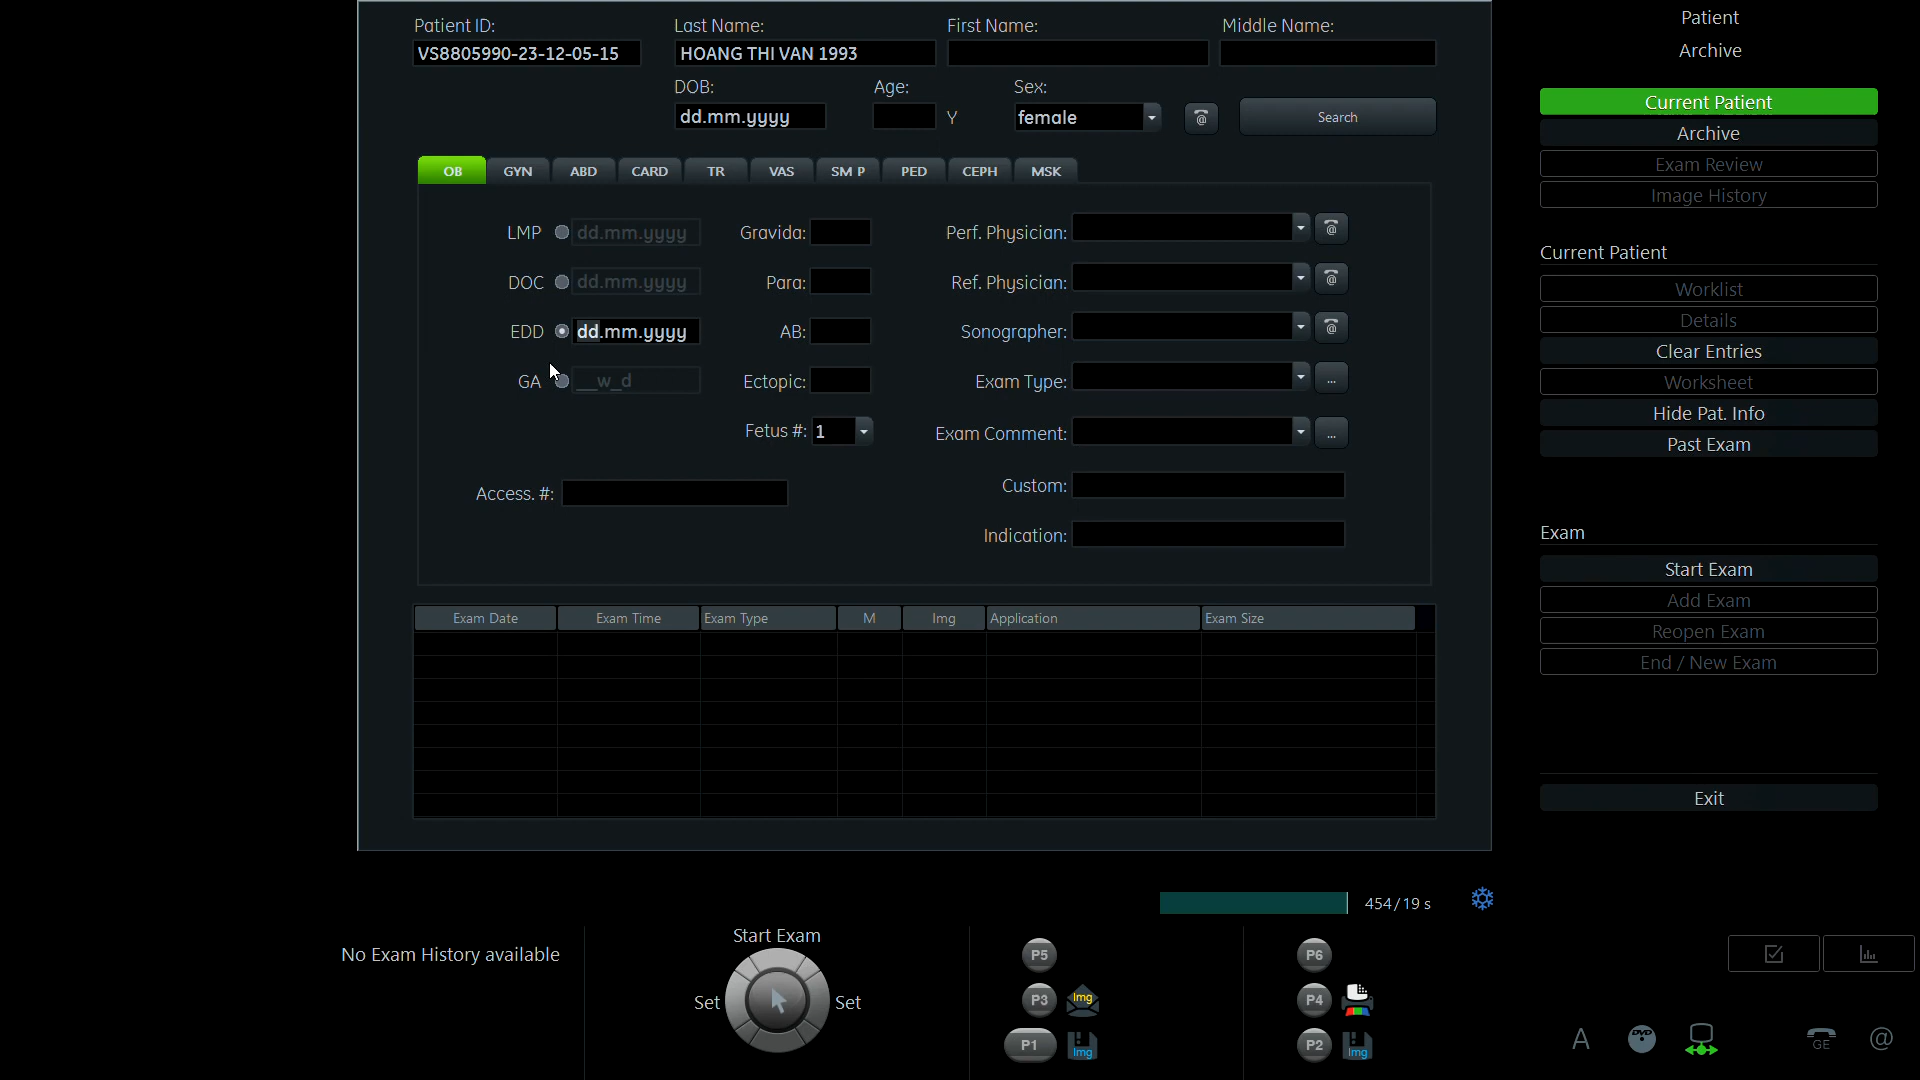 Patient ID: Last Name: First Name: Middle Name:
VS8805990-23-12-05-15 HOANG THI VAN 1993
DOB: Age: Sex:
dd.mm.yyyy Y female @ Search
OB GYN ABD CARD TR VAS SM P PED CEPH MSK
LMP dd.mm.yyyy Gravida: Perf. Physician: @
DOC dd.mm.yyyy Para: Ref. Physician: @
EDD dd.mm.yyyy AB: Sonographer: @
GA __w_d Ectopic: Exam Type: ...
Fetus #: 1 Exam Comment: ...
Access. #: Custom:
Indication:
Exam Date Exam Time Exam Type M Img Application Exam Size
454/19 s
No Exam History available
Start Exam
Set Set
P5 P6
P3 Img P4
P1 Img P2 Img
Patient
Archive
Current Patient
Archive
Exam Review
Image History
Current Patient
Worklist
Details
Clear Entries
Worksheet
Hide Pat. Info
Past Exam
Exam
Start Exam
Add Exam
Reopen Exam
End / New Exam
Exit
A DVD GE @